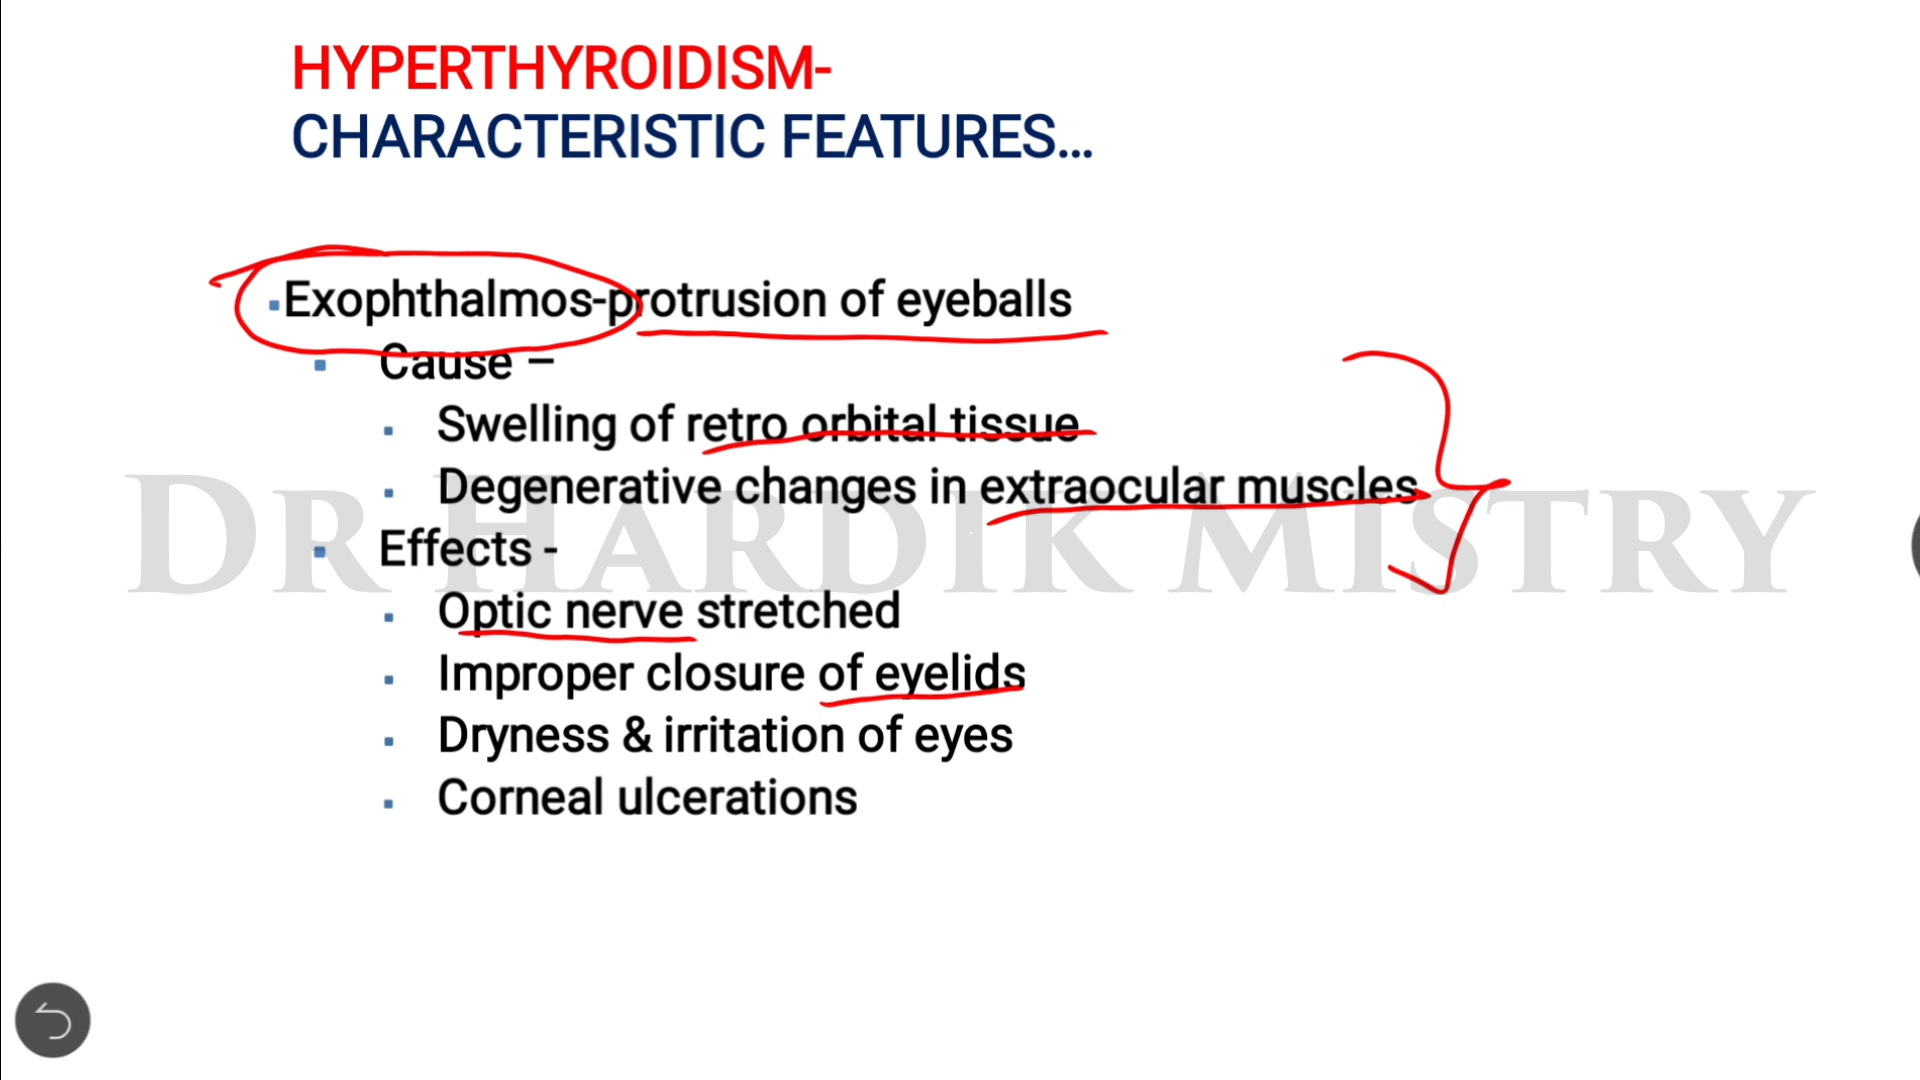 HYPERTHYROIDISM-
CHARACTERISTIC FEATURES...
▪Exophthalmos-protrusion of eyeballs
▪ Cause –
▪ Swelling of retro orbital tissue
▪ Degenerative changes in extraocular muscles
DR HARDIK MISTRY
▪ Effects -
▪ Optic nerve stretched
▪ Improper closure of eyelids
▪ Dryness & irritation of eyes
▪ Corneal ulcerations